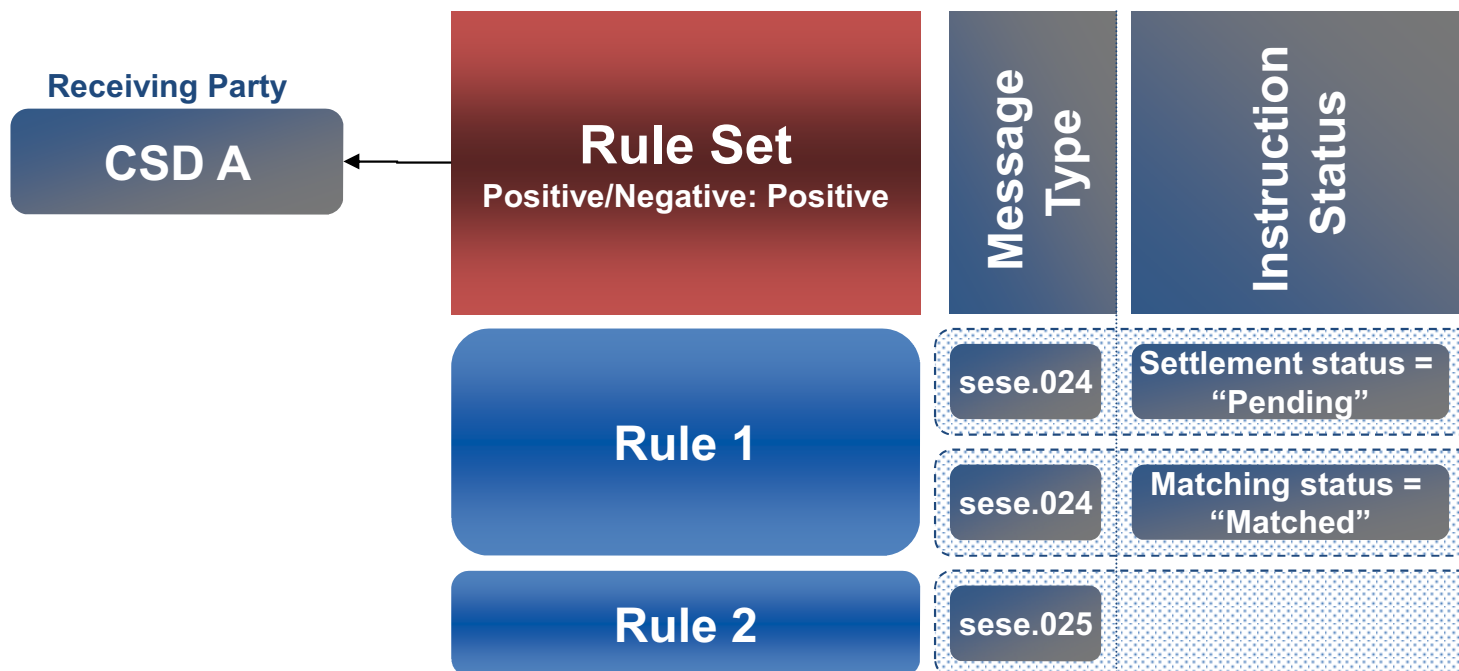 Receiving Party
CSD A
Rule Set
Positive/Negative: Positive
Message
Type
Instruction
Status
Rule 1
sese.024
Settlement status =
“Pending”
sese.024
Matching status =
“Matched”
Rule 2
sese.025